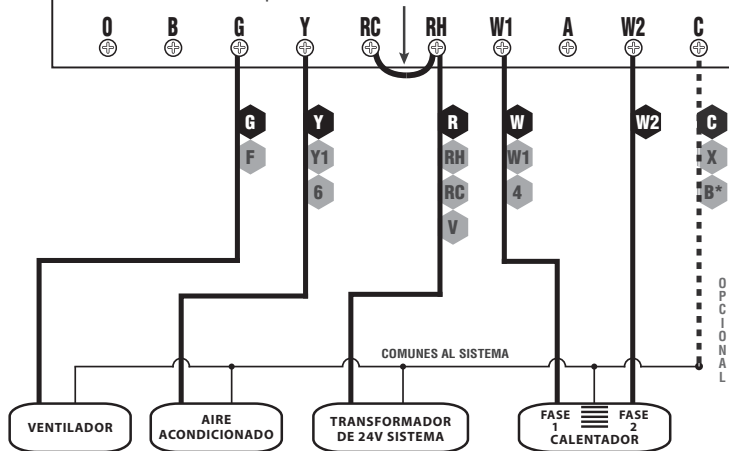 O B G Y RC RH W1 A W2 C
G Y R W W2 C
F Y1 RH W1 X
6 RC 4 B*
V
OPCIONAL
COMUNES AL SISTEMA
VENTILADOR
AIRE
ACONDICIONADO
TRANSFORMADOR
DE 24V SISTEMA
FASE
1
FASE
2
CALENTADOR